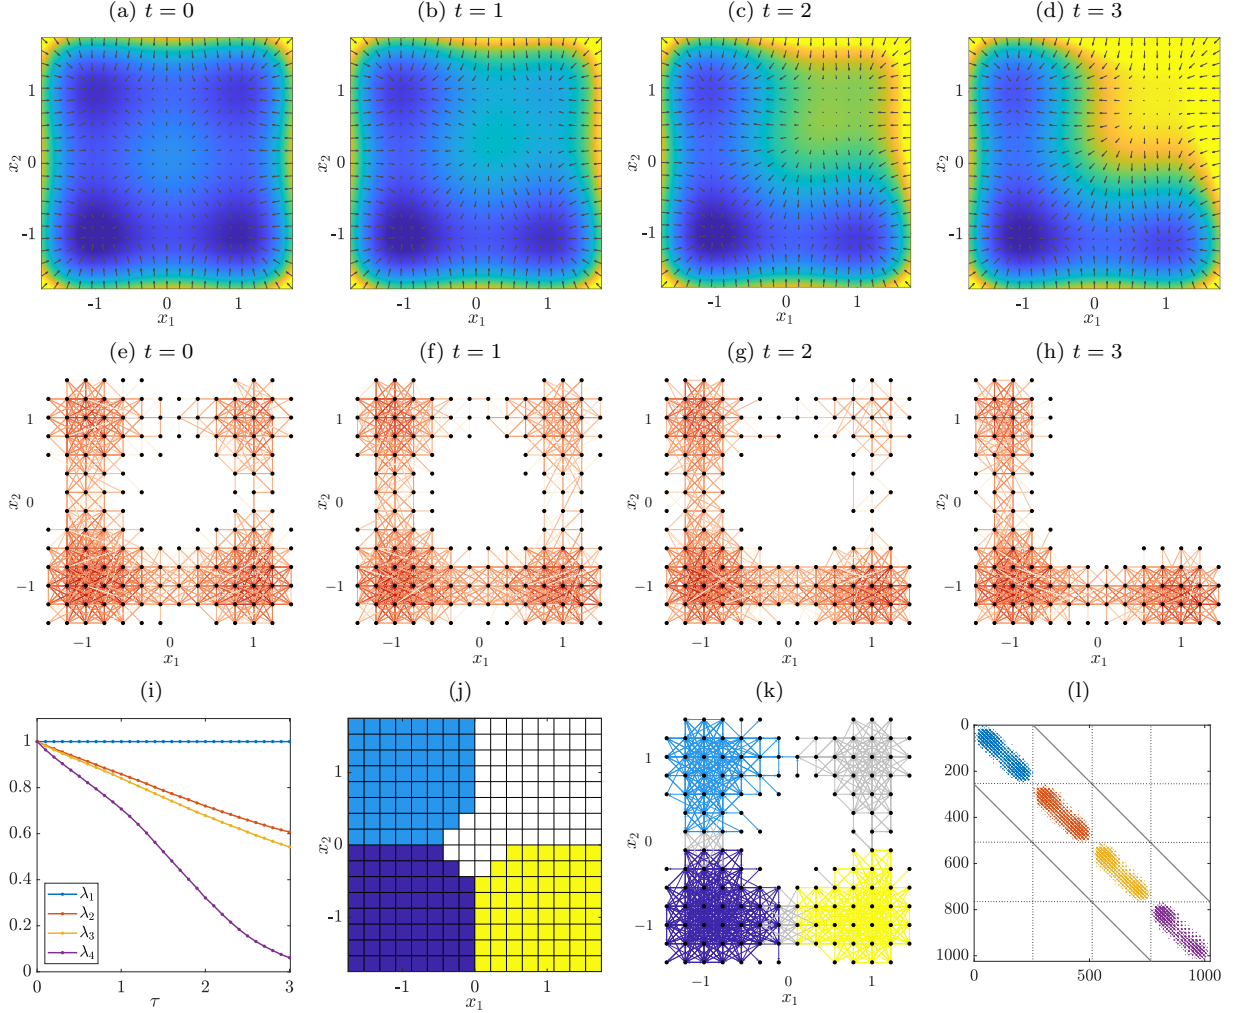 (a) t = 0 (b) t = 1 (c) t = 2 (d) t = 3
x₂ 1 0 -1 x₂ 1 0 -1 x₂ 1 0 -1 x₂ 1 0 -1
-1 0 1 -1 0 1 -1 0 1 -1 0 1
x₁ x₁ x₁ x₁
(e) t = 0 (f) t = 1 (g) t = 2 (h) t = 3
x₂ 1 0 −1 x₂ 1 0 −1 x₂ 1 0 −1 x₂ 1 0 −1
−1 0 1 −1 0 1 −1 0 1 −1 0 1
x₁ x₁ x₁ x₁
(i) (j) (k) (l)
1 0.8 0.6 0.4 0.2 0
λ₁
λ₂
λ₃
λ₄
0 1 2 3
τ
x₂ 1 0 -1
-1 0 1
x₁
x₂ 1 0 −1
−1 0 1
x₁
0 200 400 600 800 1000
0 500 1000